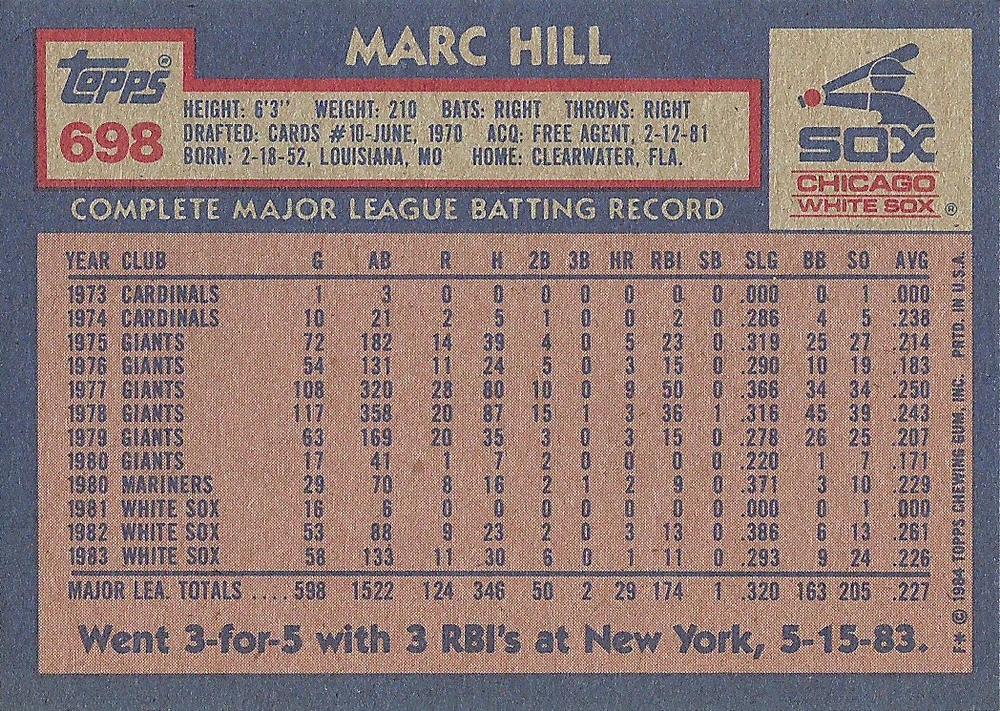 MARC HILL
Topps®
698
HEIGHT: 6'3" WEIGHT: 210 BATS: RIGHT THROWS: RIGHT
DRAFTED: CARDS #10-JUNE, 1970 ACQ: FREE AGENT, 2-12-81
BORN: 2-18-52, LOUISIANA, MO HOME: CLEARWATER, FLA.
SOX
CHICAGO
WHITE SOX ®
COMPLETE MAJOR LEAGUE BATTING RECORD
YEAR CLUB G AB R H 2B 3B HR RBI SB SLG BB SO AVG
1973 CARDINALS 1 3 0 0 0 0 0 0 0 .000 0 1 .000
1974 CARDINALS 10 21 2 5 1 0 0 2 0 .286 4 5 .238
1975 GIANTS 72 182 14 39 4 0 5 23 0 .319 25 27 .214
1976 GIANTS 54 131 11 24 5 0 3 15 0 .290 10 19 .183
1977 GIANTS 108 320 28 80 10 0 9 50 0 .366 34 34 .250
1978 GIANTS 117 358 20 87 15 1 3 36 1 .316 45 39 .243
1979 GIANTS 63 169 20 35 3 0 3 15 0 .278 26 25 .207
1980 GIANTS 17 41 1 7 2 0 0 0 0 .220 1 7 .171
1980 MARINERS 29 70 8 16 2 1 2 9 0 .371 3 10 .229
1981 WHITE SOX 16 6 0 0 0 0 0 0 0 .000 0 1 .000
1982 WHITE SOX 53 88 9 23 2 0 3 13 0 .386 6 13 .261
1983 WHITE SOX 58 133 11 30 6 0 1 11 0 .293 9 24 .226
MAJOR LEA. TOTALS .... 598 1522 124 346 50 2 29 174 1 .320 163 205 .227
Went 3-for-5 with 3 RBI's at New York, 5-15-83.
F* © 1984 TOPPS CHEWING GUM, INC. PRTD. IN U.S.A.